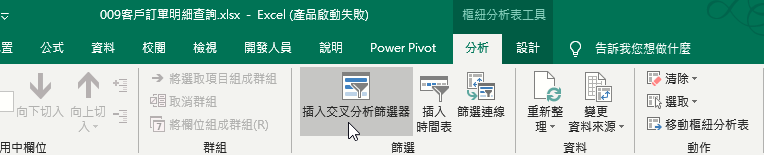 009客戶訂單明細查詢.xlsx - Excel (產品啟動失敗)
樞紐分析表工具
置 公式 資料 校閱 檢視 開發人員 說明 Power Pivot 分析 設計 告訴我您想做什麼
向下切入
向上切入
將選取項目組成群組
取消群組
將欄位組成群組(R)
插入交叉分析篩選器
插入
時間表
篩選連線
重新整
理
變更
資料來源
清除
選取
移動樞紐分析表
用中欄位 群組 篩選 資料 動作